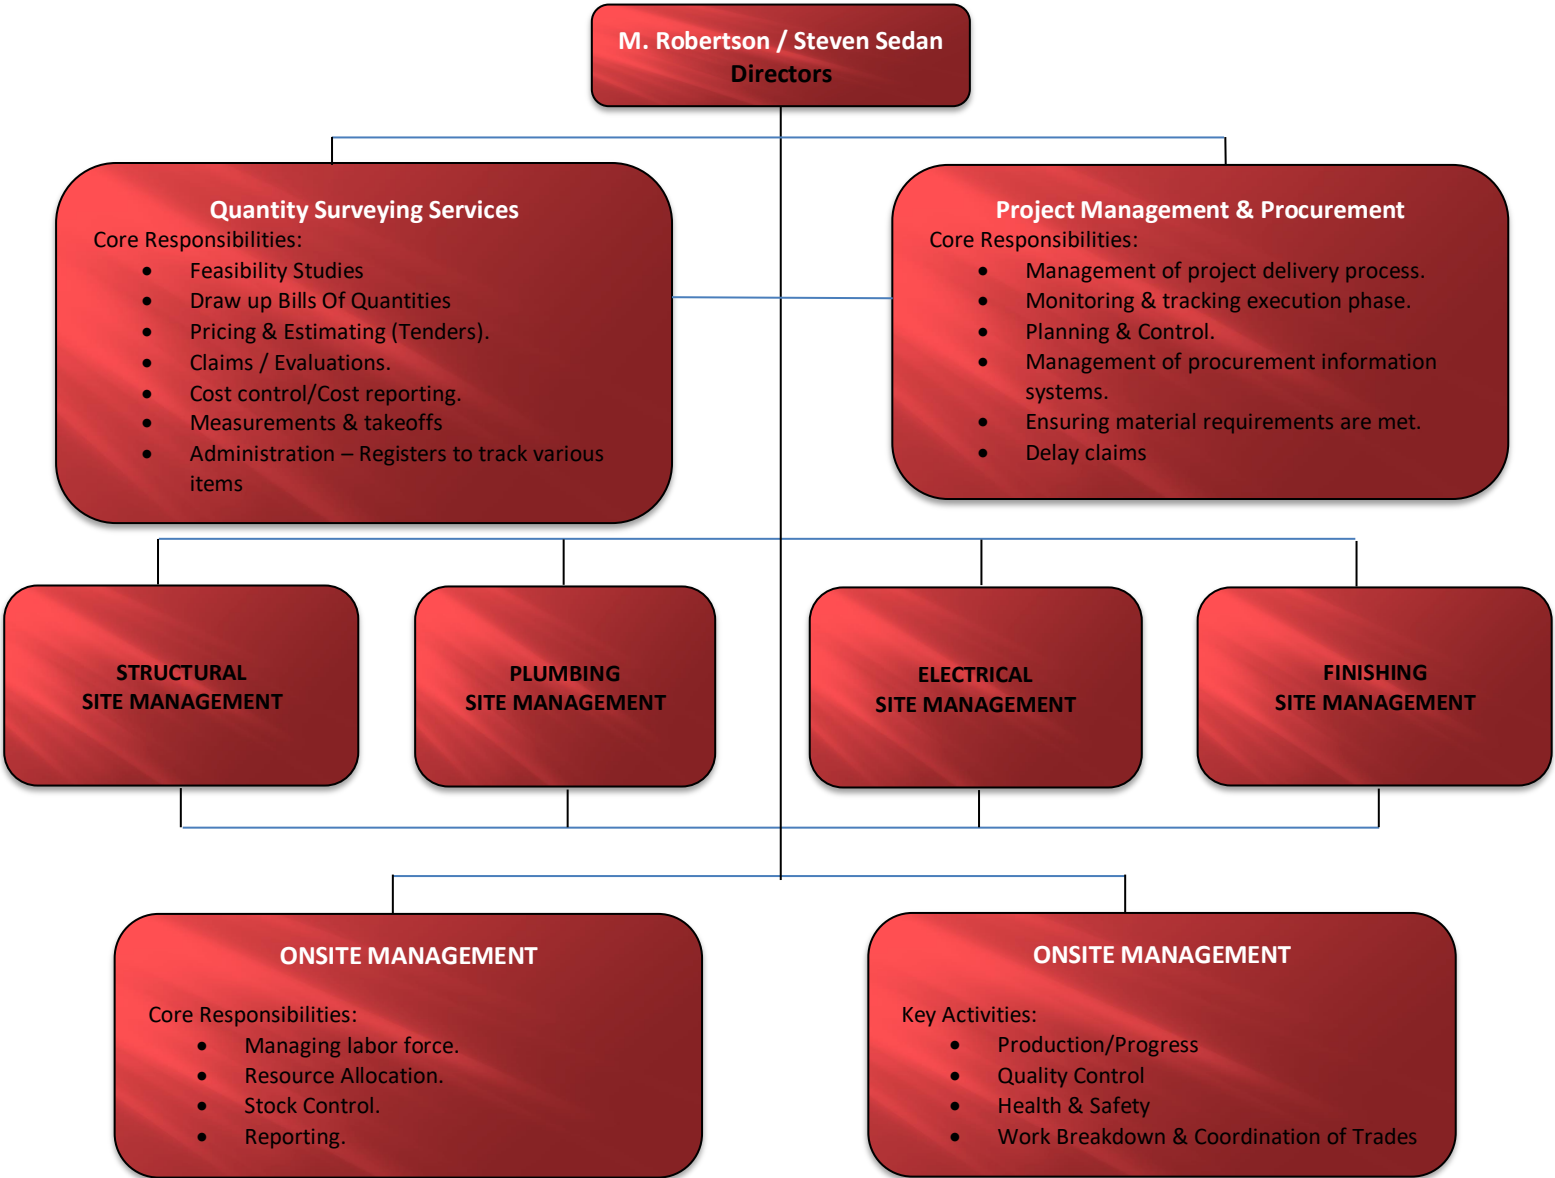 M. Robertson / Steven Sedan
Directors
Quantity Surveying Services
Core Responsibilities:
• Feasibility Studies
• Draw up Bills Of Quantities
• Pricing & Estimating (Tenders).
• Claims / Evaluations.
• Cost control/Cost reporting.
• Measurements & takeoffs
• Administration – Registers to track various
items
Project Management & Procurement
Core Responsibilities:
• Management of project delivery process.
• Monitoring & tracking execution phase.
• Planning & Control.
• Management of procurement information
systems.
• Ensuring material requirements are met.
• Delay claims
STRUCTURAL
SITE MANAGEMENT
PLUMBING
SITE MANAGEMENT
ELECTRICAL
SITE MANAGEMENT
FINISHING
SITE MANAGEMENT
ONSITE MANAGEMENT
Core Responsibilities:
• Managing labor force.
• Resource Allocation.
• Stock Control.
• Reporting.
ONSITE MANAGEMENT
Key Activities:
• Production/Progress
• Quality Control
• Health & Safety
• Work Breakdown & Coordination of Trades